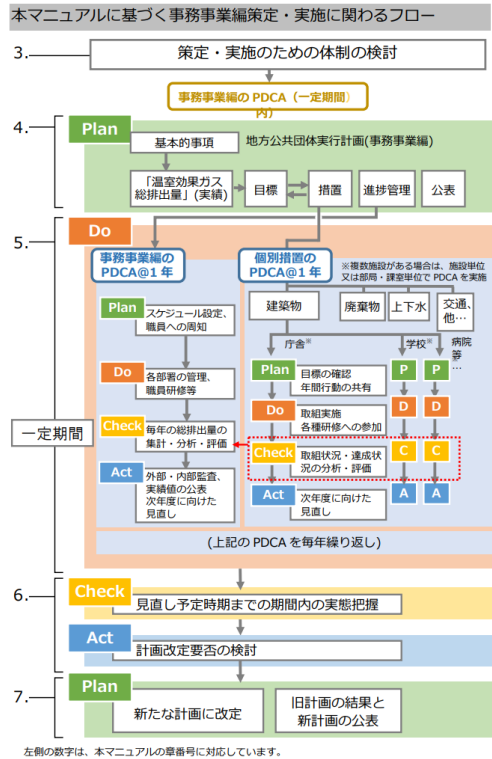 本マニュアルに基づく事務事業編策定・実施に関わるフロー
3.
策定・実施のための体制の検討
事務事業編の PDCA（一定期間）
内）
4.
Plan
基本的事項
地方公共団体実行計画(事務事業編)
「温室効果ガス
総排出量」(実績)
目標
措置
進捗管理
公表
5.
Do
事務事業編の
PDCA@1 年
個別措置の
PDCA@1 年
※複数施設がある場合は、施設単位
又は部局・課室単位で PDCA を実施
建築物
廃棄物
上下水
交通、
他…
Plan
スケジュール設定、
職員への周知
Do
各部署の管理、
職員研修等
Check
毎年の総排出量の
集計・分析・評価
Act
外部・内部監査、
実績値の公表
次年度に向けた
見直し
庁舎※
学校※
病院
等
…
Plan
目標の確認
年間行動の共有
P
P
Do
取組実施
各種研修への参加
D
D
Check
取組状況・達成状
況の分析・評価
C
C
Act
次年度に向けた
見直し
A
A
一定期間
(上記の PDCA を毎年繰り返し)
6.
Check
見直し予定時期までの期間内の実態把握
Act
計画改定要否の検討
7.
Plan
新たな計画に改定
旧計画の結果と
新計画の公表
左側の数字は、本マニュアルの章番号に対応しています。